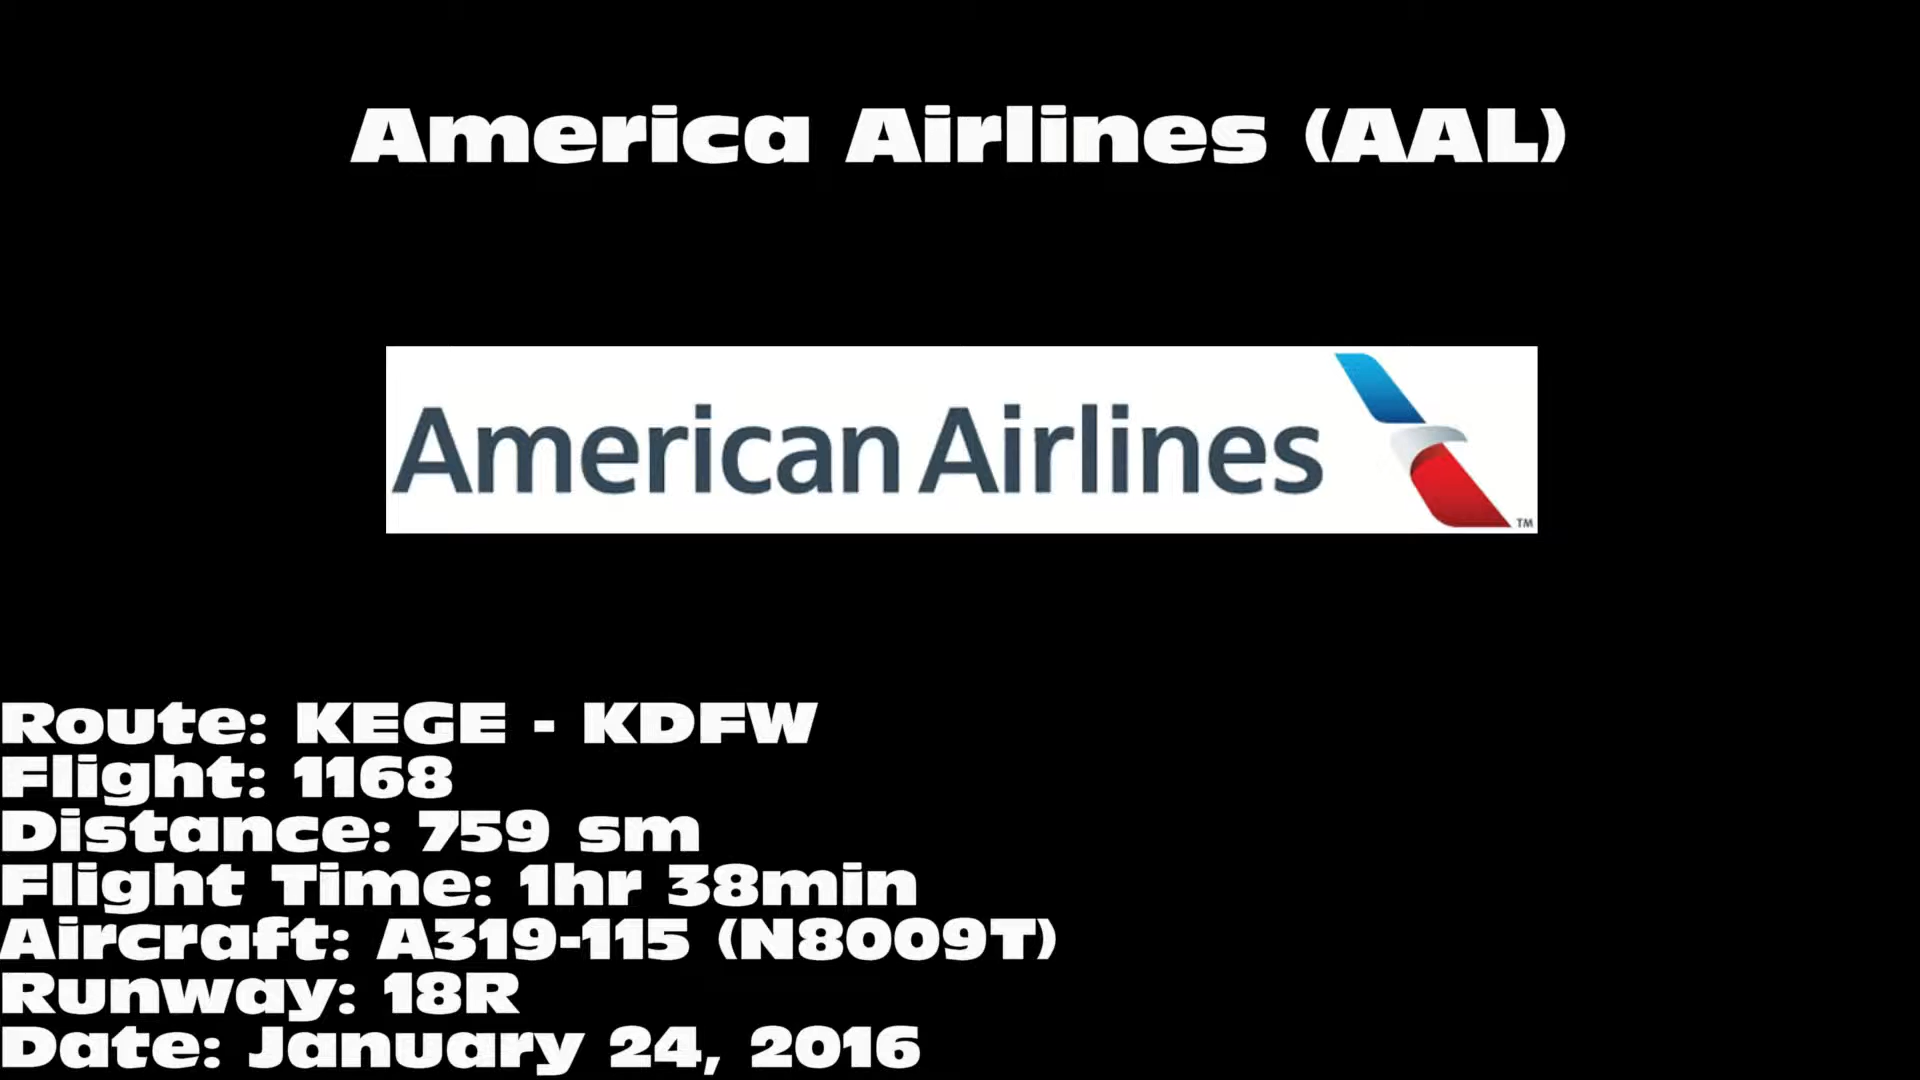 America Airlines (AAL)
American Airlines
TM
Route: KEGE - KDFW
Flight: 1168
Distance: 759 sm
Flight Time: 1hr 38min
Aircraft: A319-115 (N8009T)
Runway: 18R
Date: January 24, 2016